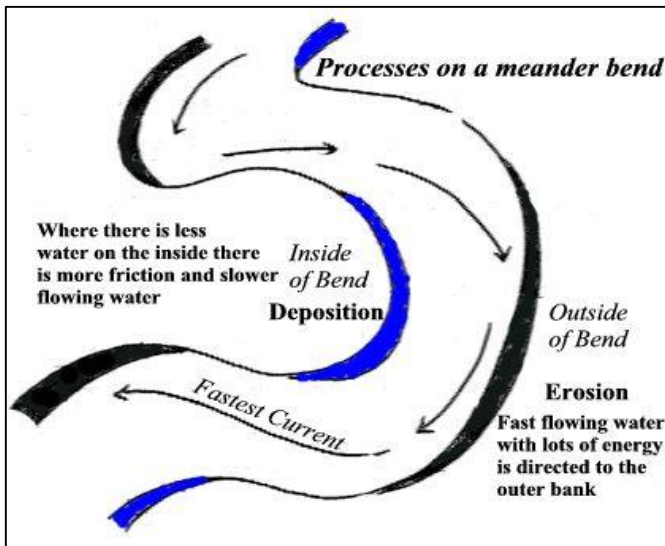 Processes on a meander bend
Where there is less
water on the inside there
is more friction and slower
flowing water
Inside
of Bend
Deposition
Outside
of Bend
Erosion
Fast flowing water
with lots of energy
is directed to the
outer bank
Fastest Current